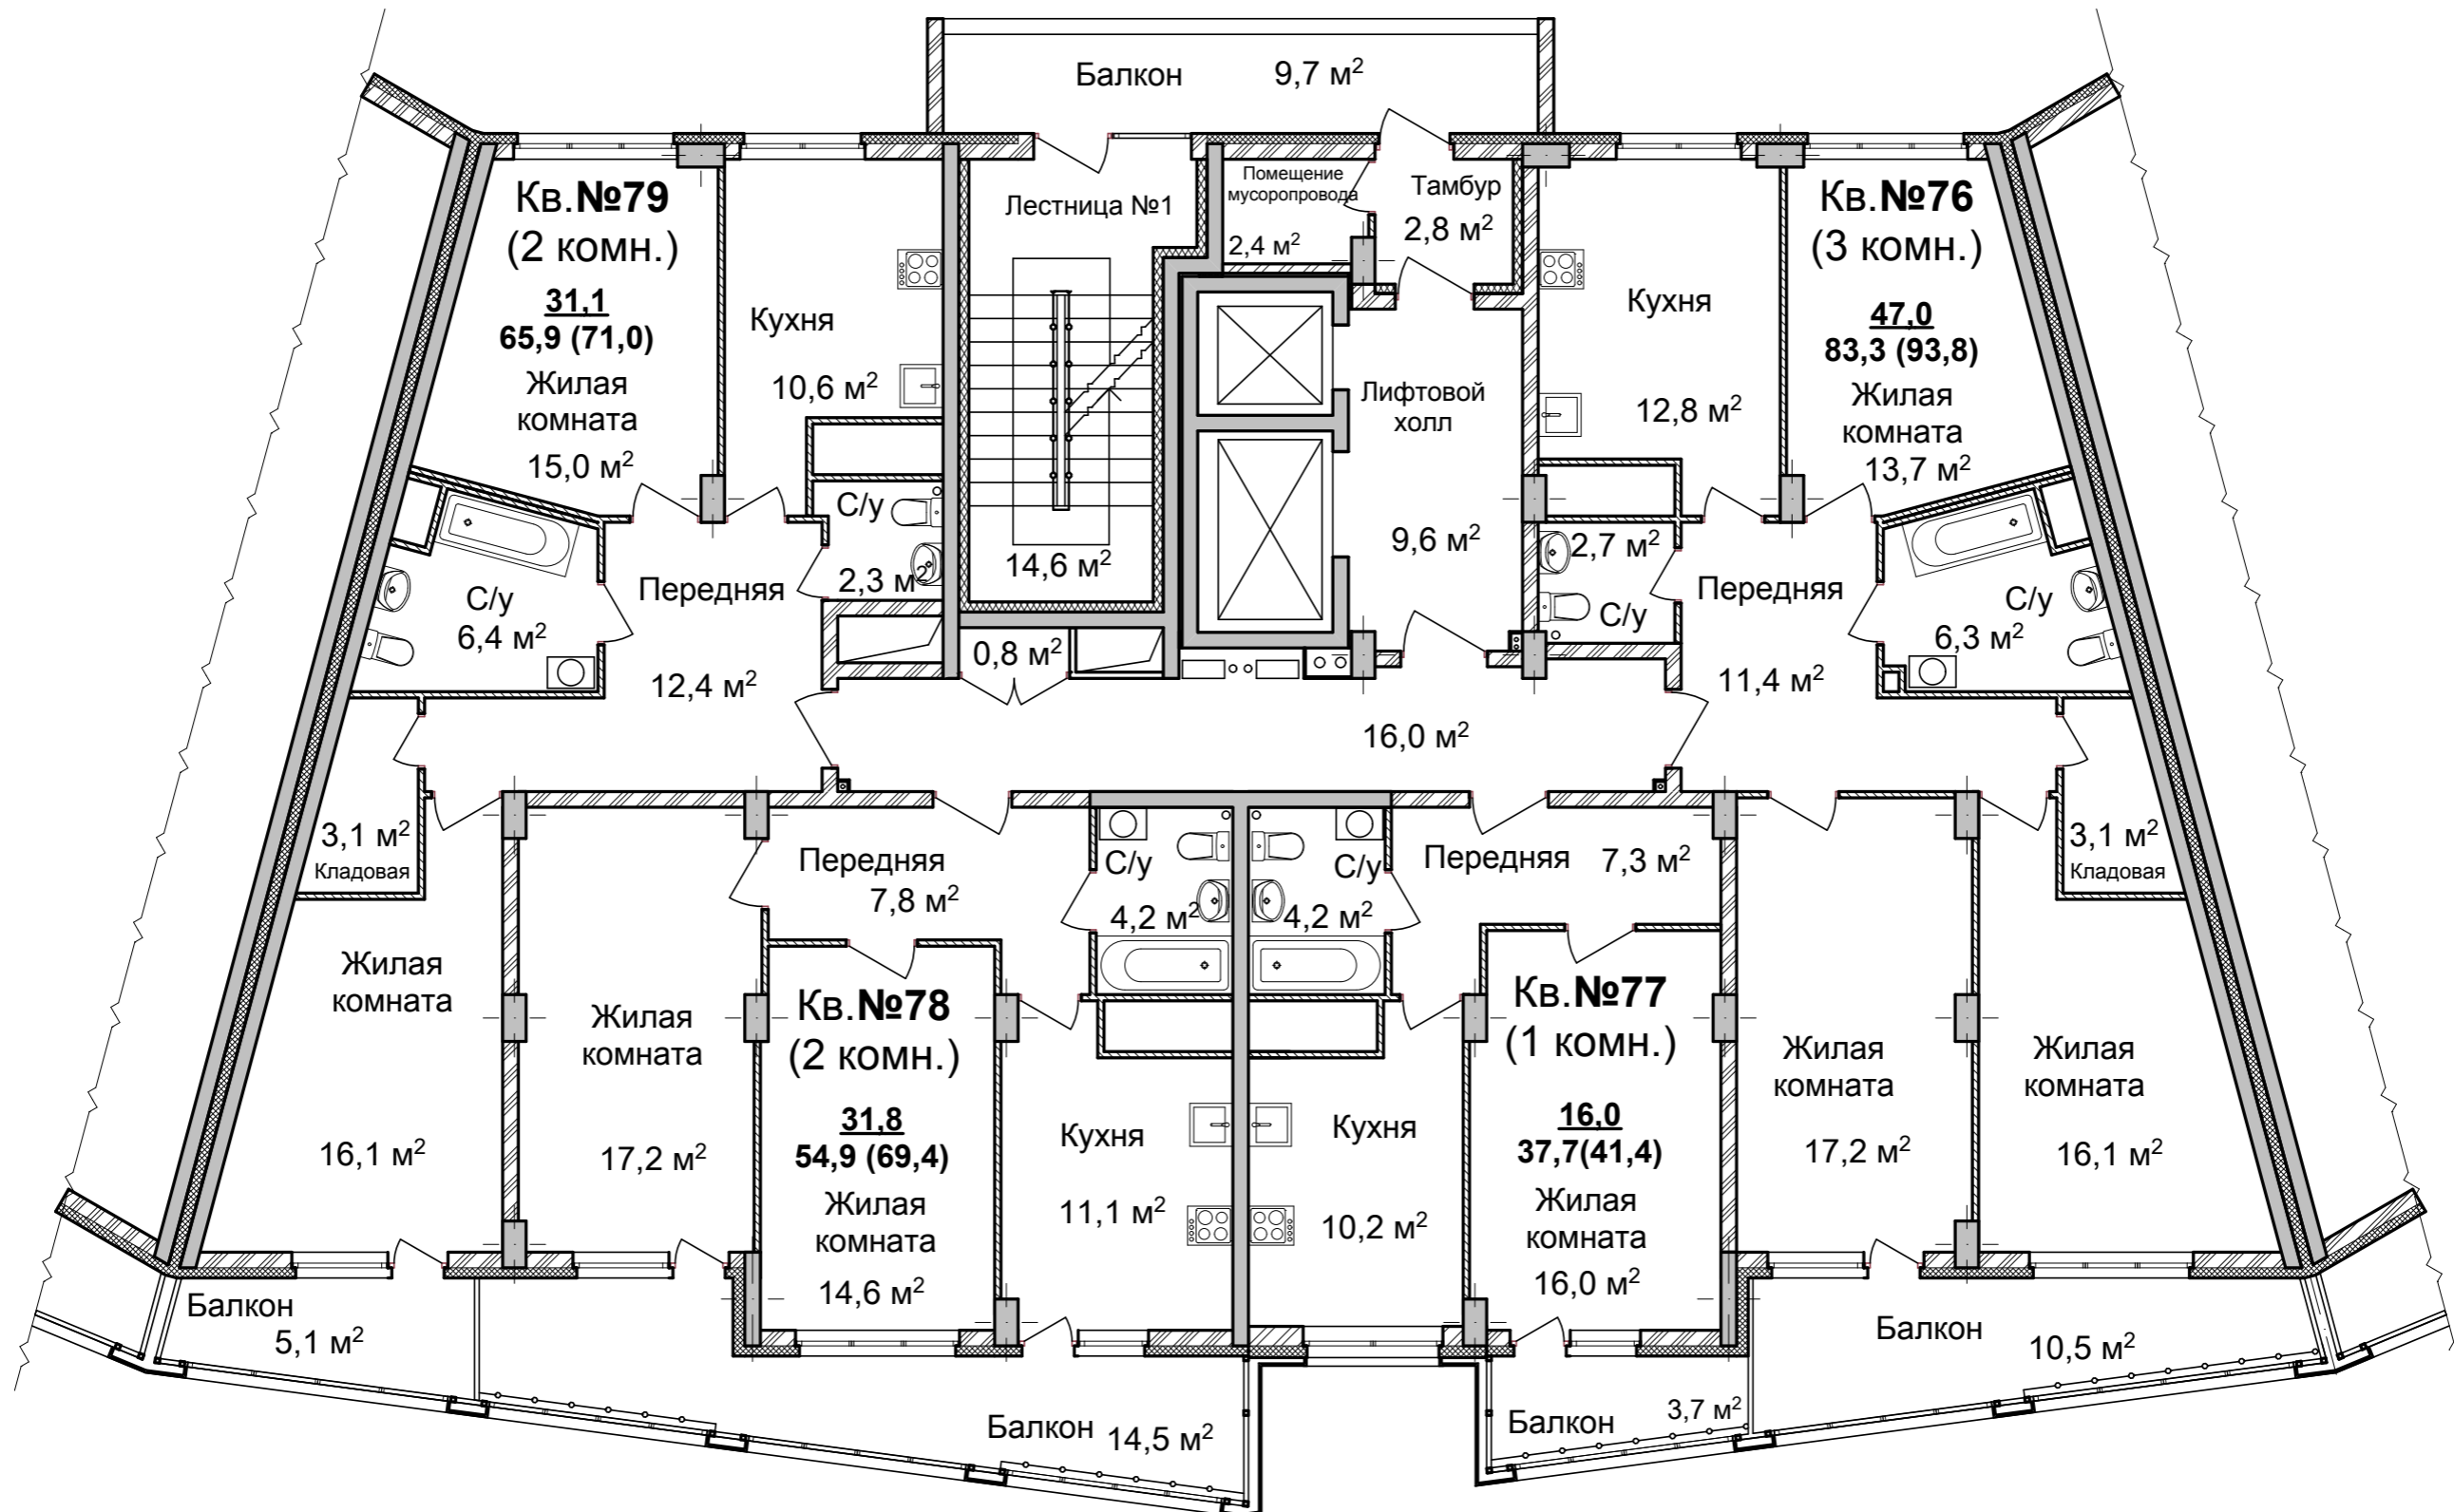 Балкон 9,7 м²
Кв.№79
(2 комн.)
31,1
65,9 (71,0)
Жилая
комната
15,0 м²
Кухня
10,6 м²
Лестница №1
14,6 м²
Помещение
мусоропровода
2,4 м²
Тамбур
2,8 м²
Лифтовой
холл
9,6 м²
Кухня
12,8 м²
Кв.№76
(3 комн.)
47,0
83,3 (93,8)
Жилая
комната
13,7 м²
С/у
6,4 м²
Передняя
12,4 м²
С/у
2,3 м²
0,8 м²
16,0 м²
2,7 м²
С/у
Передняя
11,4 м²
С/у
6,3 м²
3,1 м²
Кладовая
Передняя
7,8 м²
С/у
4,2 м²
С/у
4,2 м²
Передняя 7,3 м²
3,1 м²
Кладовая
Жилая
комната
16,1 м²
Жилая
комната
17,2 м²
Кв.№78
(2 комн.)
31,8
54,9 (69,4)
Жилая
комната
14,6 м²
Кухня
11,1 м²
Кухня
10,2 м²
Кв.№77
(1 комн.)
16,0
37,7(41,4)
Жилая
комната
16,0 м²
Жилая
комната
17,2 м²
Жилая
комната
16,1 м²
Балкон
5,1 м²
Балкон 14,5 м²
Балкон 3,7 м²
Балкон 10,5 м²